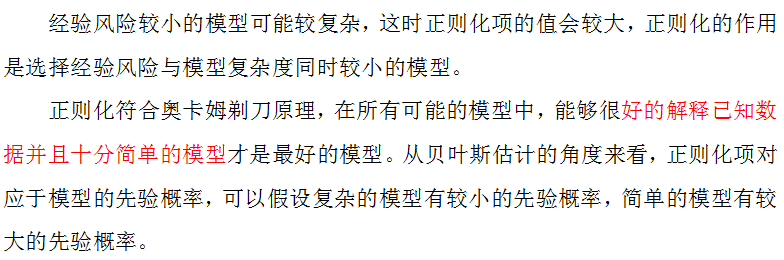 经验风险较小的模型可能较复杂，这时正则化项的值会较大，正则化的作用
是选择经验风险与模型复杂度同时较小的模型。
正则化符合奥卡姆剃刀原理，在所有可能的模型中，能够很好的解释已知数
据并且十分简单的模型才是最好的模型。从贝叶斯估计的角度来看，正则化项对
应于模型的先验概率，可以假设复杂的模型有较小的先验概率，简单的模型有较
大的先验概率。